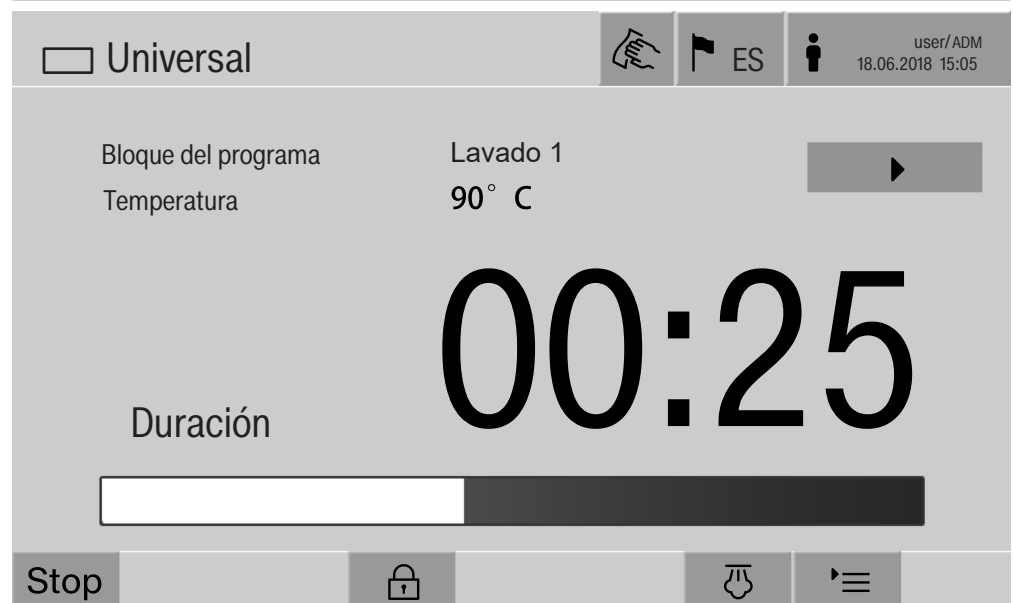 Universal
ES
user/ADM
18.06.2018 15:05
Bloque del programa Lavado 1
Temperatura 90° C
00:25
Duración
Stop